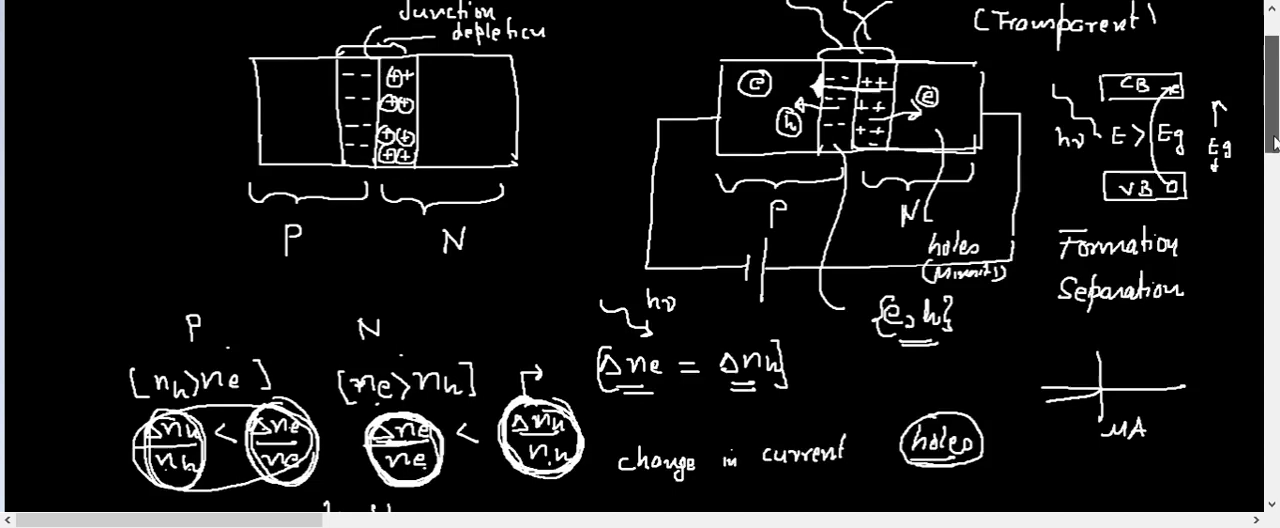 Junction
depletion
- - + +
- - + +
- - + +
- - + +
P N
(Transparent)
e - - + + e
- - + +
h - - + +
-
P N
holes
(Minority)
{e, h}
CB e
hν E > Eg Eg
VB
Formation
Separation
μA
hν
P N
[nh > ne] [ne > nh] [Δne = Δnh]
Δnh/nh < Δne/ne Δne/ne < Δnh/nh
change in current holes